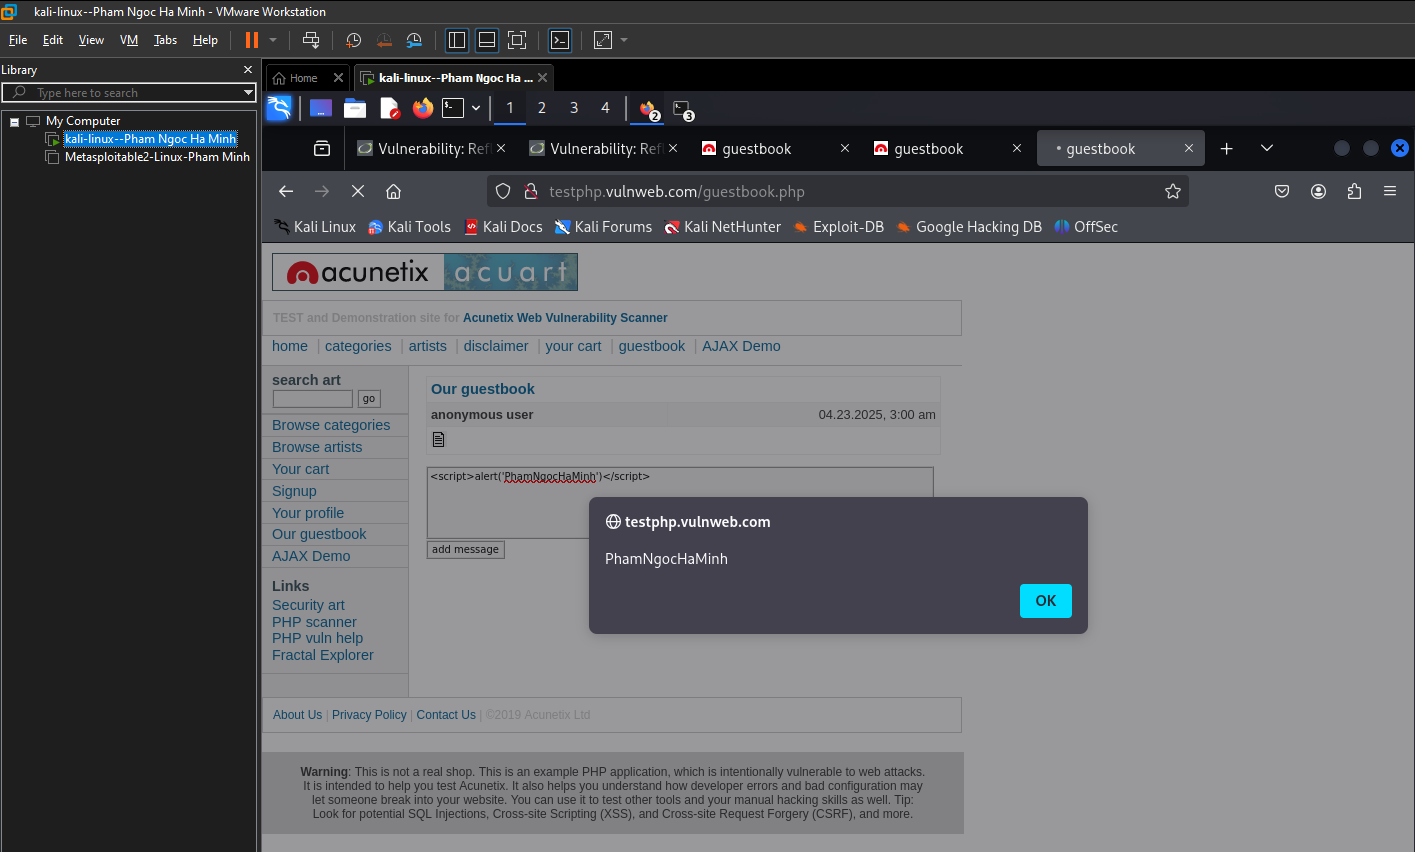 kali-linux--Pham Ngoc Ha Minh - VMware Workstation
File Edit View VM Tabs Help
Library
Type here to search
My Computer
kali-linux--Pham Ngoc Ha Minh
Metasploitable2-Linux-Pham Minh
Home kali-linux--Pham Ngoc Ha ...
1 2 3 4 2 3
Vulnerability: Refl Vulnerability: Refl guestbook guestbook guestbook
testphp.vulnweb.com/guestbook.php
Kali Linux Kali Tools Kali Docs Kali Forums Kali NetHunter Exploit-DB Google Hacking DB OffSec
acunetix acuart
TEST and Demonstration site for Acunetix Web Vulnerability Scanner
home | categories | artists | disclaimer | your cart | guestbook | AJAX Demo
search art
go
Browse categories
Browse artists
Your cart
Signup
Your profile
Our guestbook
AJAX Demo
Links
Security art
PHP scanner
PHP vuln help
Fractal Explorer
Our guestbook
anonymous user 04.23.2025, 3:00 am
<script>alert('PhamNgocHaMinh')</script>
add message
testphp.vulnweb.com
PhamNgocHaMinh
OK
About Us | Privacy Policy | Contact Us | ©2019 Acunetix Ltd
Warning: This is not a real shop. This is an example PHP application, which is intentionally vulnerable to web attacks.
It is intended to help you test Acunetix. It also helps you understand how developer errors and bad configuration may
let someone break into your website. You can use it to test other tools and your manual hacking skills as well. Tip:
Look for potential SQL Injections, Cross-site Scripting (XSS), and Cross-site Request Forgery (CSRF), and more.